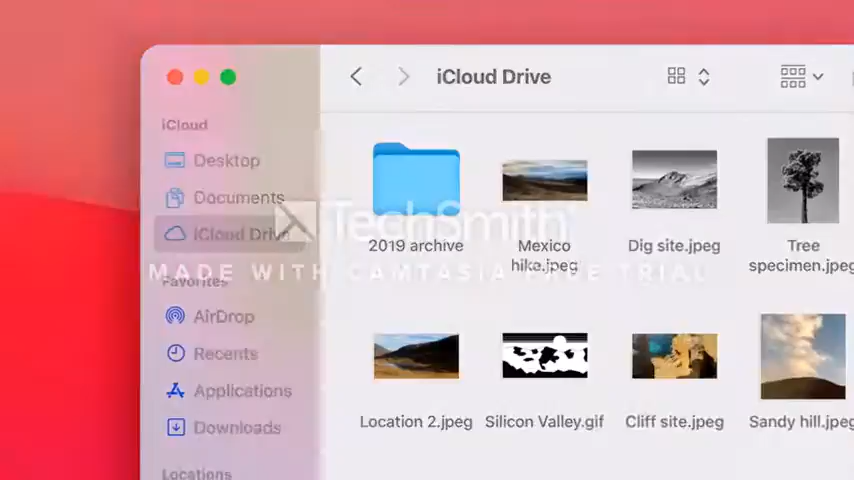 iCloud Drive
iCloud
Desktop
Documents
iCloud Drive
Favorites
AirDrop
Recents
Applications
Downloads
Locations
2019 archive
Mexico
hike.jpeg
Dig site.jpeg
Tree
specimen.jpeg
Location 2.jpeg
Silicon Valley.gif
Cliff site.jpeg
Sandy hill.jpeg
TechSmith
MADE WITH CAMTASIA FREE TRIAL